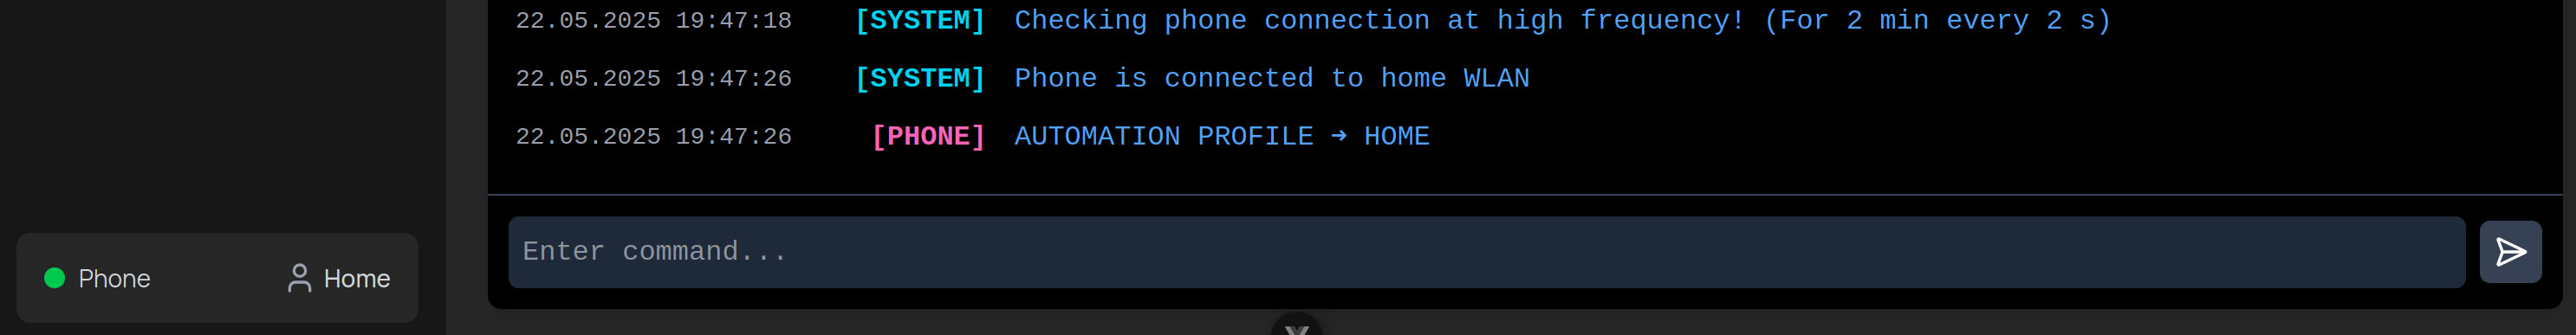 22.05.2025 19:47:18 [SYSTEM] Checking phone connection at high frequency! (For 2 min every 2 s)
22.05.2025 19:47:26 [SYSTEM] Phone is connected to home WLAN
22.05.2025 19:47:26 [PHONE] AUTOMATION PROFILE ➜ HOME
Enter command...
Phone Home